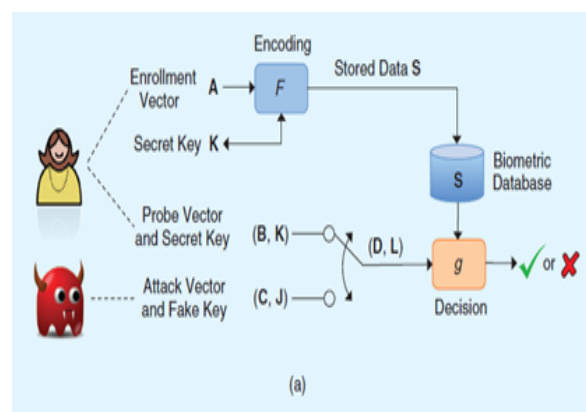 Encoding
Enrollment
Vector
A
F
Stored Data S
Secret Key K
S
Biometric
Database
Probe Vector
and Secret Key
(B, K)
(D, L)
g
or
Decision
Attack Vector
and Fake Key
(C, J)
(a)